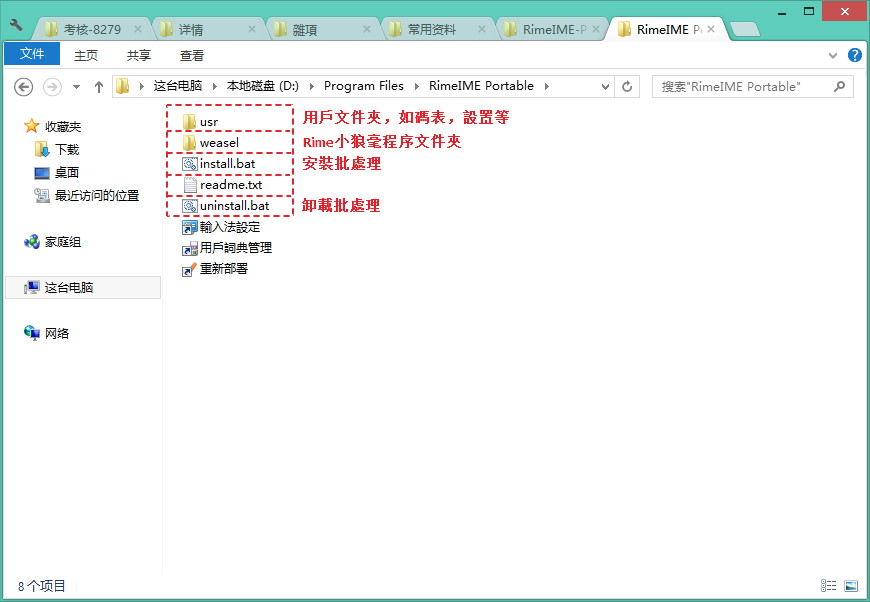 考核-8279
详情
雜項
常用资料
RimeIME-P
RimeIME P
文件 主页 共享 查看
这台电脑 本地磁盘 (D:) Program Files RimeIME Portable
搜索"RimeIME Portable"
收藏夹
下载
桌面
最近访问的位置
家庭组
这台电脑
网络
usr 用戶文件夾，如碼表，設置等
weasel Rime小狼毫程序文件夾
install.bat 安裝批處理
readme.txt
uninstall.bat 卸載批處理
輸入法設定
用戶詞典管理
重新部署
8 个项目